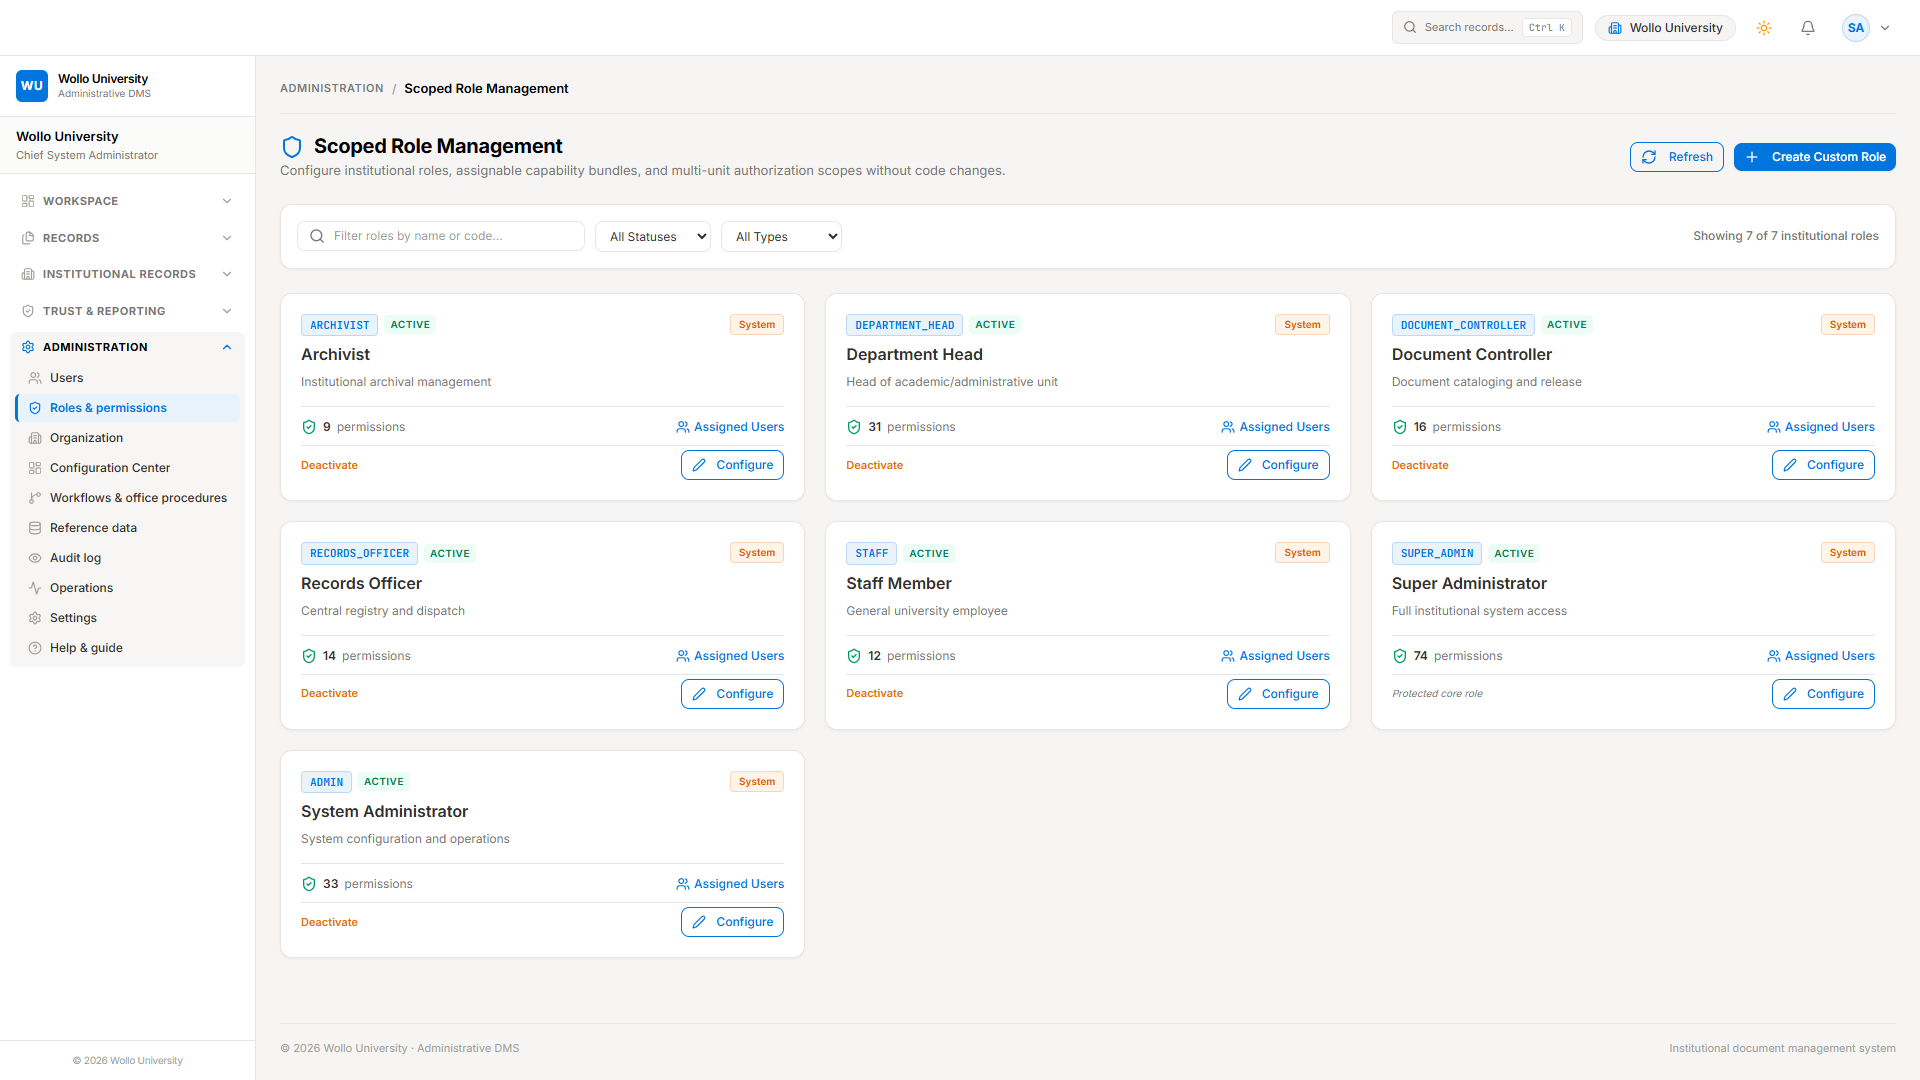 Search records... Ctrl K Wollo University SA
WU Wollo University
Administrative DMS
Wollo University
Chief System Administrator
WORKSPACE
RECORDS
INSTITUTIONAL RECORDS
TRUST & REPORTING
ADMINISTRATION
Users
Roles & permissions
Organization
Configuration Center
Workflows & office procedures
Reference data
Audit log
Operations
Settings
Help & guide
© 2026 Wollo University
ADMINISTRATION / Scoped Role Management
Scoped Role Management
Configure institutional roles, assignable capability bundles, and multi-unit authorization scopes without code changes.
Refresh Create Custom Role
Filter roles by name or code... All Statuses All Types Showing 7 of 7 institutional roles
ARCHIVIST ACTIVE System
Archivist
Institutional archival management
9 permissions Assigned Users
Deactivate Configure
DEPARTMENT_HEAD ACTIVE System
Department Head
Head of academic/administrative unit
31 permissions Assigned Users
Deactivate Configure
DOCUMENT_CONTROLLER ACTIVE System
Document Controller
Document cataloging and release
16 permissions Assigned Users
Deactivate Configure
RECORDS_OFFICER ACTIVE System
Records Officer
Central registry and dispatch
14 permissions Assigned Users
Deactivate Configure
STAFF ACTIVE System
Staff Member
General university employee
12 permissions Assigned Users
Deactivate Configure
SUPER_ADMIN ACTIVE System
Super Administrator
Full institutional system access
74 permissions Assigned Users
Protected core role Configure
ADMIN ACTIVE System
System Administrator
System configuration and operations
33 permissions Assigned Users
Deactivate Configure
© 2026 Wollo University · Administrative DMS Institutional document management system